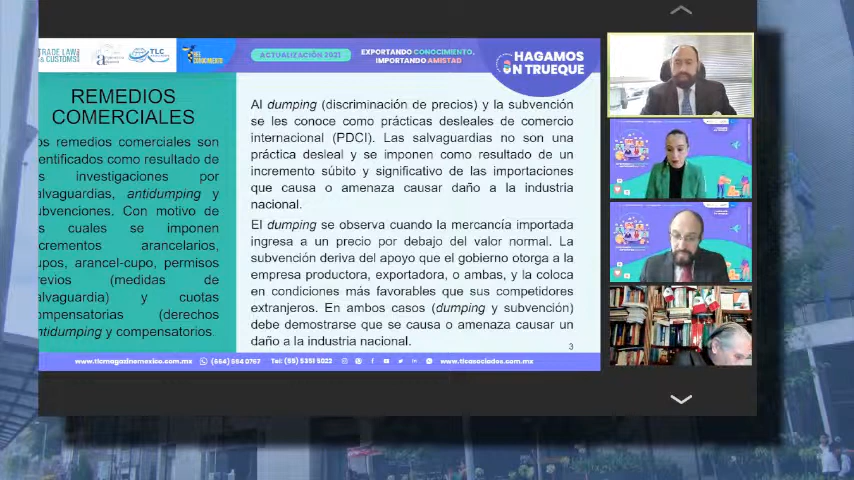 TRADE LAW
& CUSTOMS
TLC
DEL
CONOCIMIENTO
ACTUALIZACIÓN 2021
EXPORTANDO CONOCIMIENTO,
IMPORTANDO AMISTAD
HAGAMOS
UN TRUEQUE
REMEDIOS
COMERCIALES
os remedios comerciales son
entificados como resultado de
s investigaciones por
alvaguardias, antidumping y
ubvenciones. Con motivo de
s cuales se imponen
crementos arancelarios,
upos, arancel-cupo, permisos
revios (medidas de
alvaguardia) y cuotas
ompensatorias (derechos
ntidumping y compensatorios.
Al dumping (discriminación de precios) y la subvención
se les conoce como prácticas desleales de comercio
internacional (PDCI). Las salvaguardias no son una
práctica desleal y se imponen como resultado de un
incremento súbito y significativo de las importaciones
que causa o amenaza causar daño a la industria
nacional.
El dumping se observa cuando la mercancía importada
ingresa a un precio por debajo del valor normal. La
subvención deriva del apoyo que el gobierno otorga a la
empresa productora, exportadora, o ambas, y la coloca
en condiciones más favorables que sus competidores
extranjeros. En ambos casos (dumping y subvención)
debe demostrarse que se causa o amenaza causar un
daño a la industria nacional.
3
www.tlcmagazinemexico.com.mx
Tel: (55) 5351 5022
www.tlcasociados.com.mx